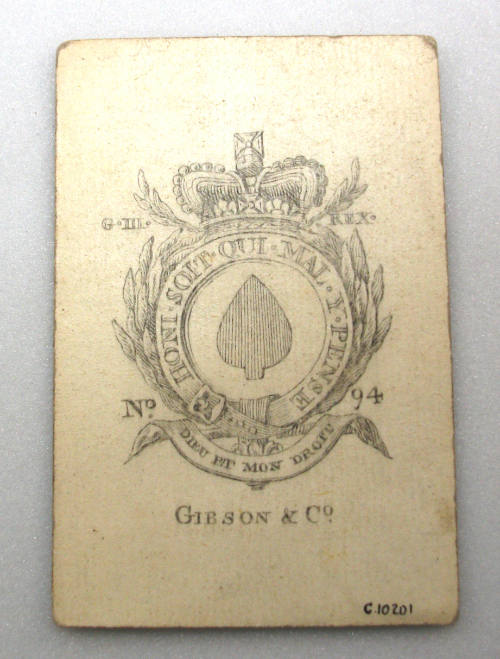 G·III· REX·
HONI·SOIT·QUI·MAL·Y·PENSE
Nº 94
DIEU ET MON DROIT
GIBSON & Cº
C.10201